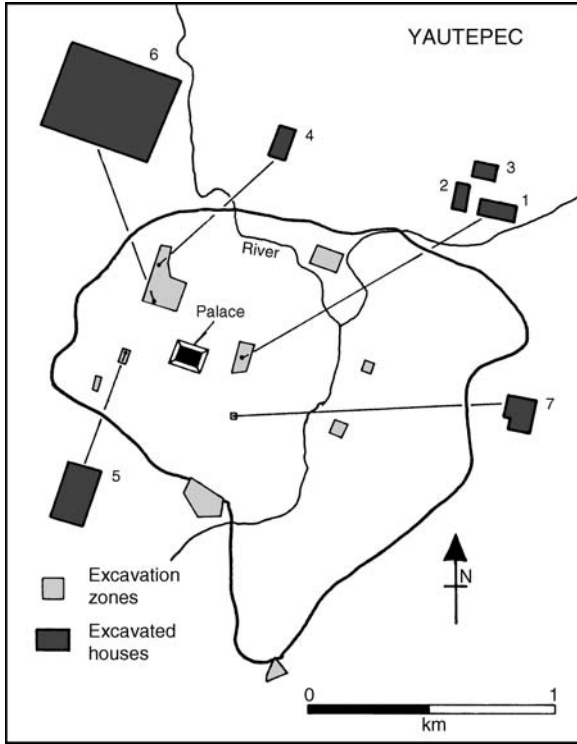 YAUTEPEC
6
4
3
2
1
River
Palace
7
5
Excavation
zones
Excavated
houses
N
0
1
km